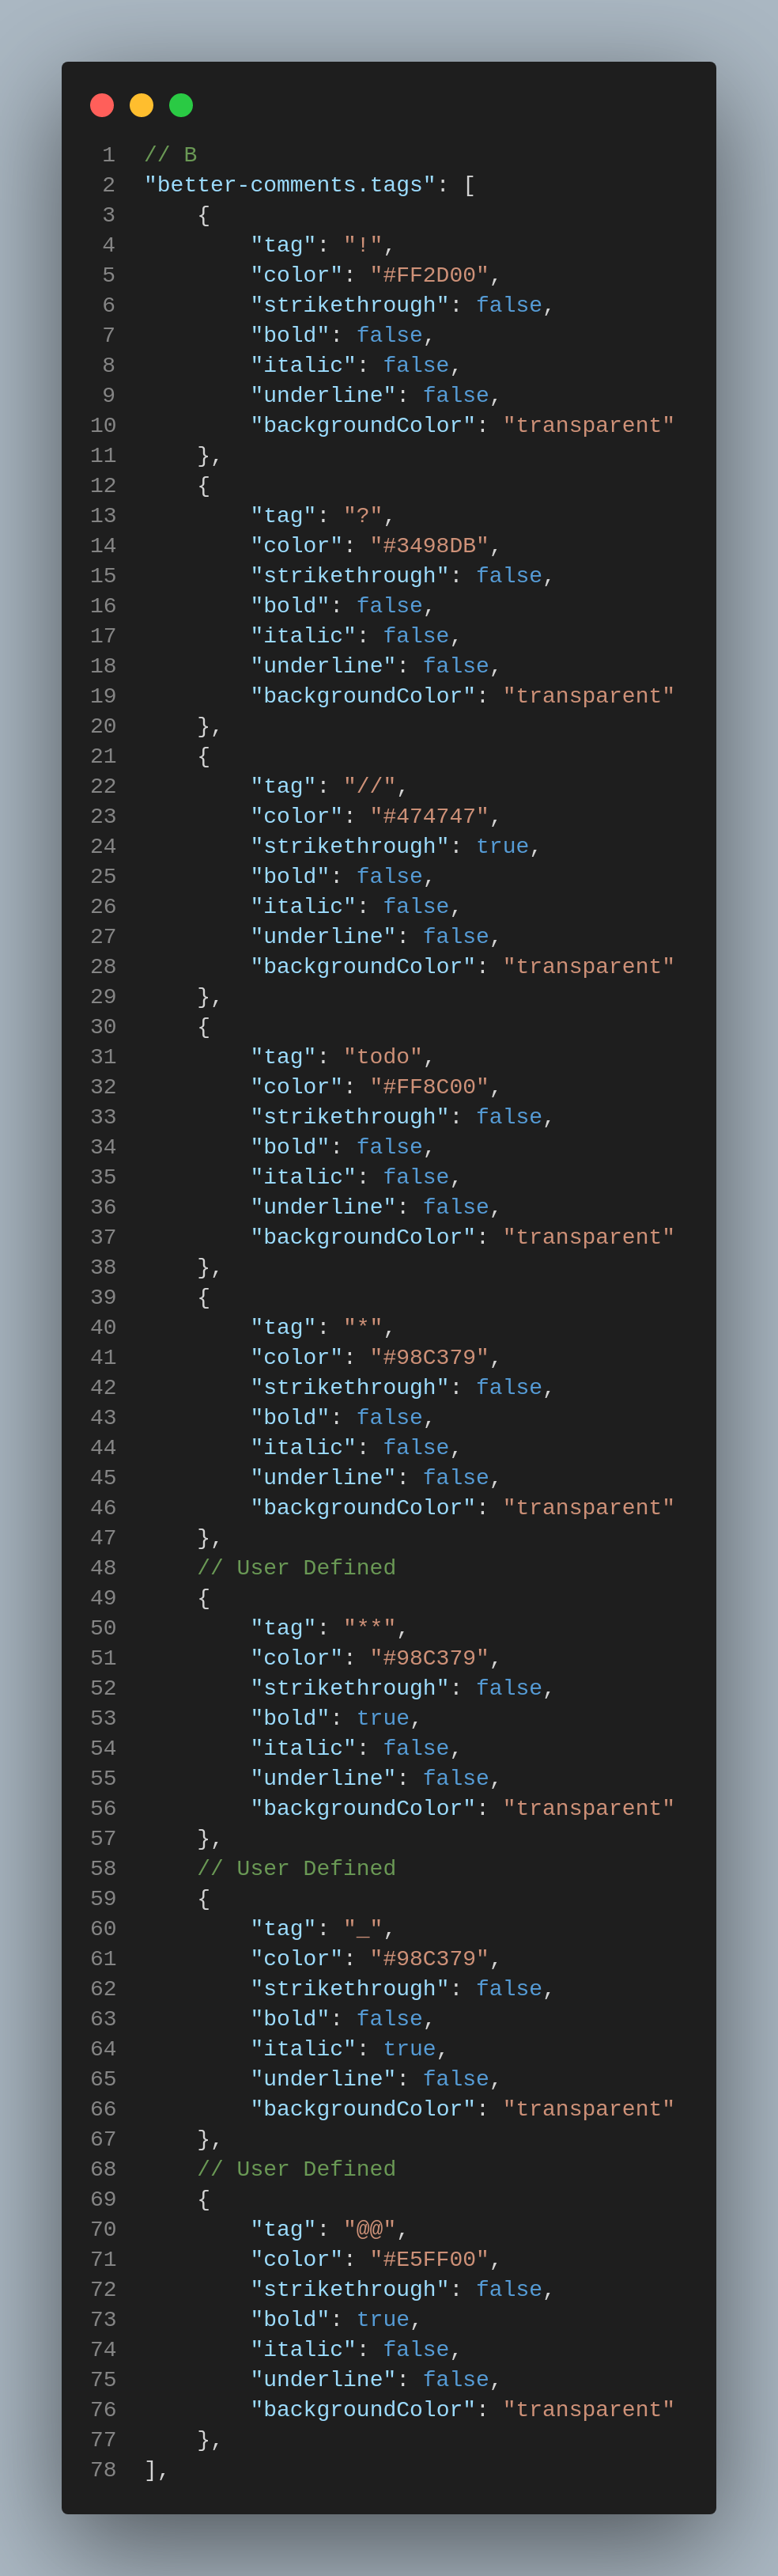 1 // B
2 "better-comments.tags": [
3     {
4         "tag": "!",
5         "color": "#FF2D00",
6         "strikethrough": false,
7         "bold": false,
8         "italic": false,
9         "underline": false,
10         "backgroundColor": "transparent"
11     },
12     {
13         "tag": "?",
14         "color": "#3498DB",
15         "strikethrough": false,
16         "bold": false,
17         "italic": false,
18         "underline": false,
19         "backgroundColor": "transparent"
20     },
21     {
22         "tag": "//",
23         "color": "#474747",
24         "strikethrough": true,
25         "bold": false,
26         "italic": false,
27         "underline": false,
28         "backgroundColor": "transparent"
29     },
30     {
31         "tag": "todo",
32         "color": "#FF8C00",
33         "strikethrough": false,
34         "bold": false,
35         "italic": false,
36         "underline": false,
37         "backgroundColor": "transparent"
38     },
39     {
40         "tag": "*",
41         "color": "#98C379",
42         "strikethrough": false,
43         "bold": false,
44         "italic": false,
45         "underline": false,
46         "backgroundColor": "transparent"
47     },
48     // User Defined
49     {
50         "tag": "**",
51         "color": "#98C379",
52         "strikethrough": false,
53         "bold": true,
54         "italic": false,
55         "underline": false,
56         "backgroundColor": "transparent"
57     },
58     // User Defined
59     {
60         "tag": "_",
61         "color": "#98C379",
62         "strikethrough": false,
63         "bold": false,
64         "italic": true,
65         "underline": false,
66         "backgroundColor": "transparent"
67     },
68     // User Defined
69     {
70         "tag": "@@",
71         "color": "#E5FF00",
72         "strikethrough": false,
73         "bold": true,
74         "italic": false,
75         "underline": false,
76         "backgroundColor": "transparent"
77     },
78 ],